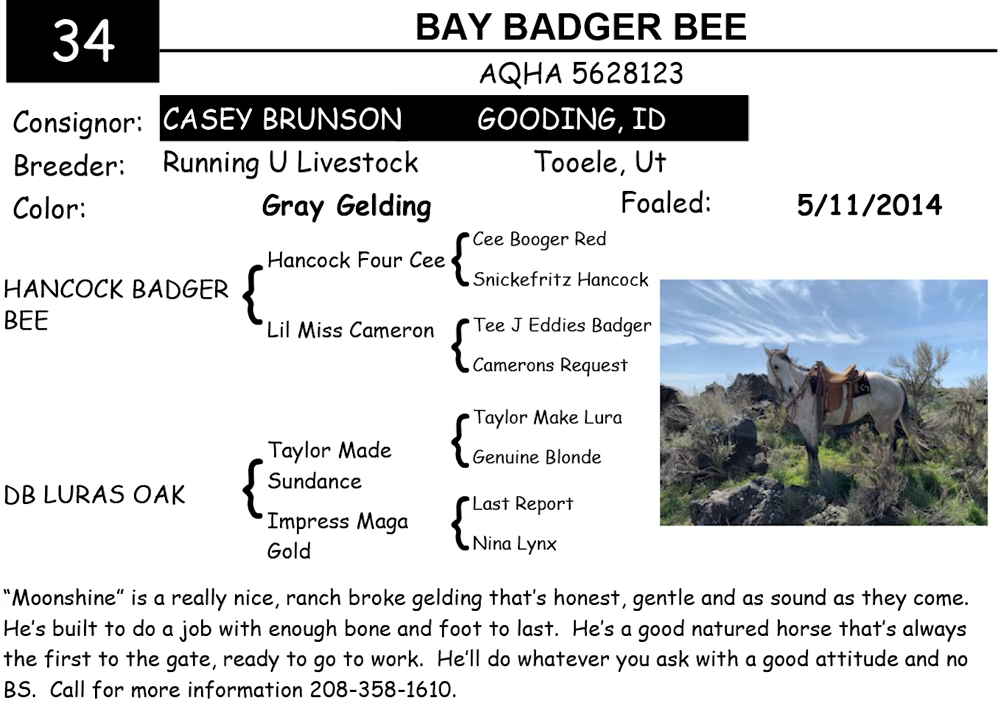 34
BAY BADGER BEE
AQHA 5628123
Consignor: CASEY BRUNSON GOODING, ID
Breeder: Running U Livestock Tooele, Ut
Color: Gray Gelding Foaled: 5/11/2014
HANCOCK BADGER
BEE
Hancock Four Cee
Cee Booger Red
Snickefritz Hancock
Lil Miss Cameron
Tee J Eddies Badger
Camerons Request
DB LURAS OAK
Taylor Made
Sundance
Taylor Make Lura
Genuine Blonde
Impress Maga
Gold
Last Report
Nina Lynx
“Moonshine” is a really nice, ranch broke gelding that’s honest, gentle and as sound as they come.
He’s built to do a job with enough bone and foot to last.  He’s a good natured horse that’s always
the first to the gate, ready to go to work.  He’ll do whatever you ask with a good attitude and no
BS.  Call for more information 208-358-1610.